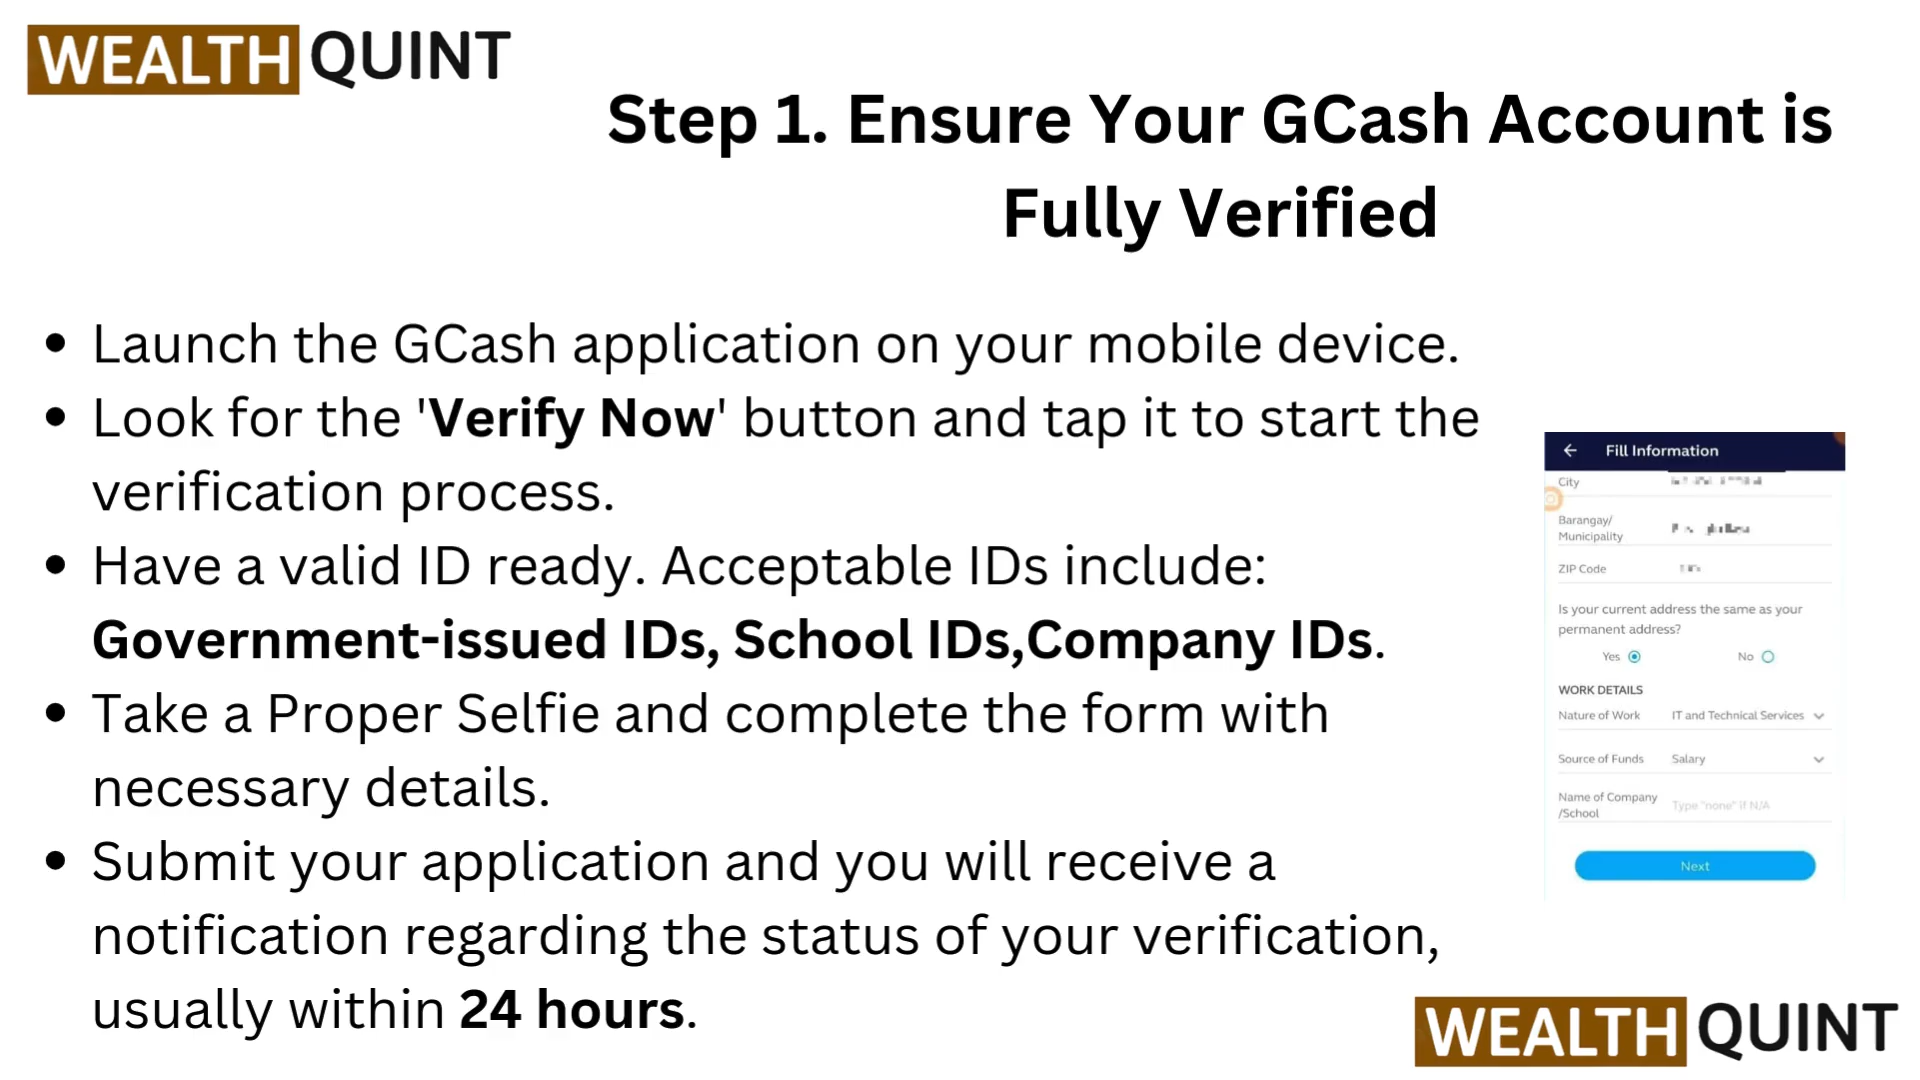 WEALTH QUINT
Step 1. Ensure Your GCash Account is
Fully Verified
• Launch the GCash application on your mobile device.
• Look for the 'Verify Now' button and tap it to start the
verification process.
• Have a valid ID ready. Acceptable IDs include:
Government-issued IDs, School IDs,Company IDs.
• Take a Proper Selfie and complete the form with
necessary details.
• Submit your application and you will receive a
notification regarding the status of your verification,
usually within 24 hours.
← Fill Information
City
Barangay/
Municipality
ZIP Code
Is your current address the same as your
permanent address?
Yes No
WORK DETAILS
Nature of Work IT and Technical Services
Source of Funds Salary
Name of Company
/School Type "none" if N/A
Next
WEALTH QUINT